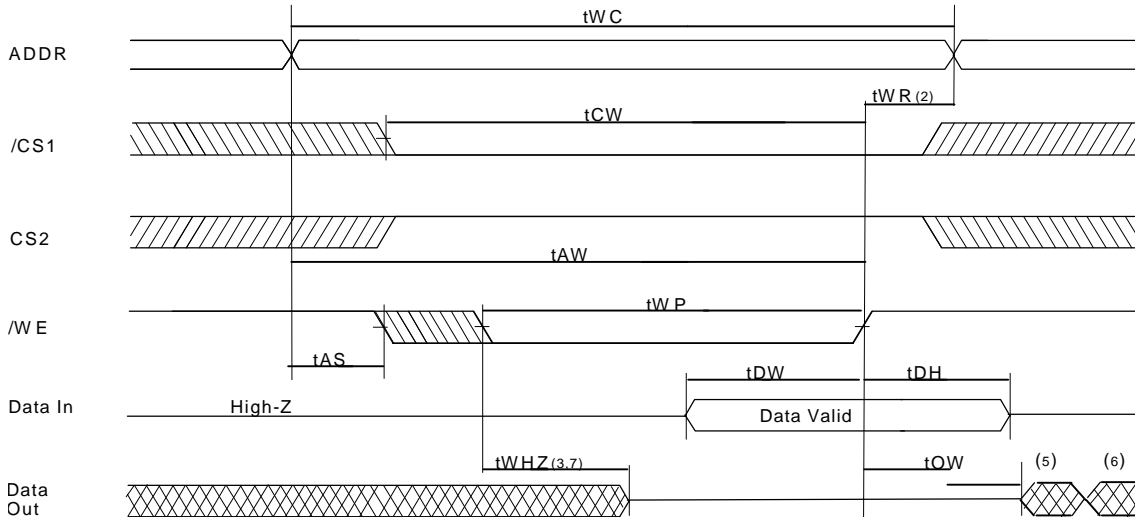 tWC
ADDR
tWR (2)
tCW
/CS1
CS2
tAW
tWP
/WE
tAS
tDW
tDH
Data In
High-Z
Data Valid
tWHZ (3,7)
tOW
(5)
(6)
Data
Out